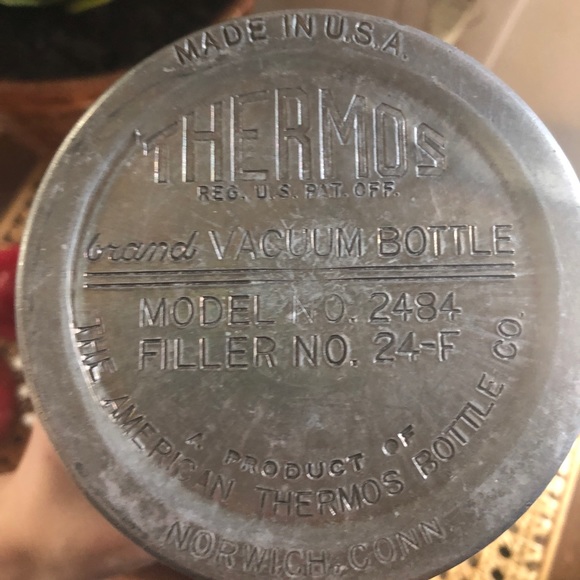 MADE IN U.S.A.
THERMOS
REG. U.S. PAT. OFF.
brand VACUUM BOTTLE
MODEL NO. 2484
FILLER NO. 24-F
A PRODUCT OF
THE AMERICAN THERMOS BOTTLE CO.
NORWICH, CONN.